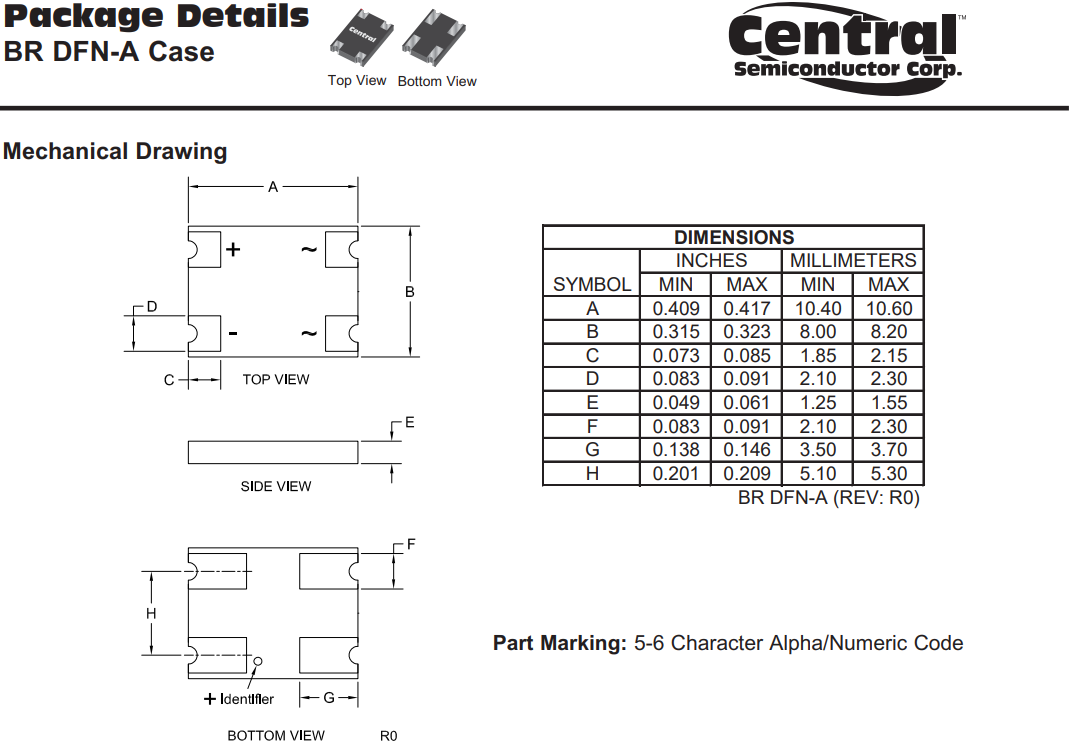 Package Details
BR DFN-A Case
Central
Top View Bottom View
Central™
Semiconductor Corp.
Mechanical Drawing
A
+ ~
B
D
- ~
C TOP VIEW
E
SIDE VIEW
F
H
+ Identifier
G
BOTTOM VIEW R0
DIMENSIONS
INCHES MILLIMETERS
SYMBOL MIN MAX MIN MAX
A 0.409 0.417 10.40 10.60
B 0.315 0.323 8.00 8.20
C 0.073 0.085 1.85 2.15
D 0.083 0.091 2.10 2.30
E 0.049 0.061 1.25 1.55
F 0.083 0.091 2.10 2.30
G 0.138 0.146 3.50 3.70
H 0.201 0.209 5.10 5.30
BR DFN-A (REV: R0)
Part Marking: 5-6 Character Alpha/Numeric Code